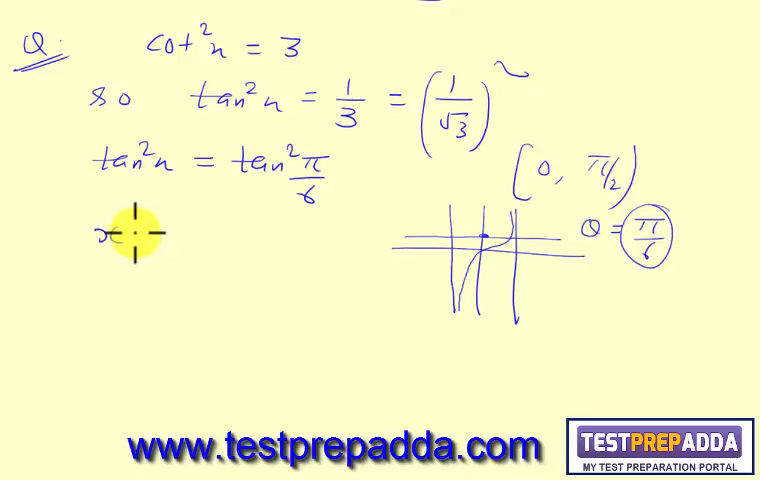 Q. cot²x = 3
so tan²x = 1/3 = (1/√3)²
tan²x = tan² π/6
[0, π/2)
θ = π/6
x
www.testprepadda.com
TESTPREPADDA
MY TEST PREPARATION PORTAL